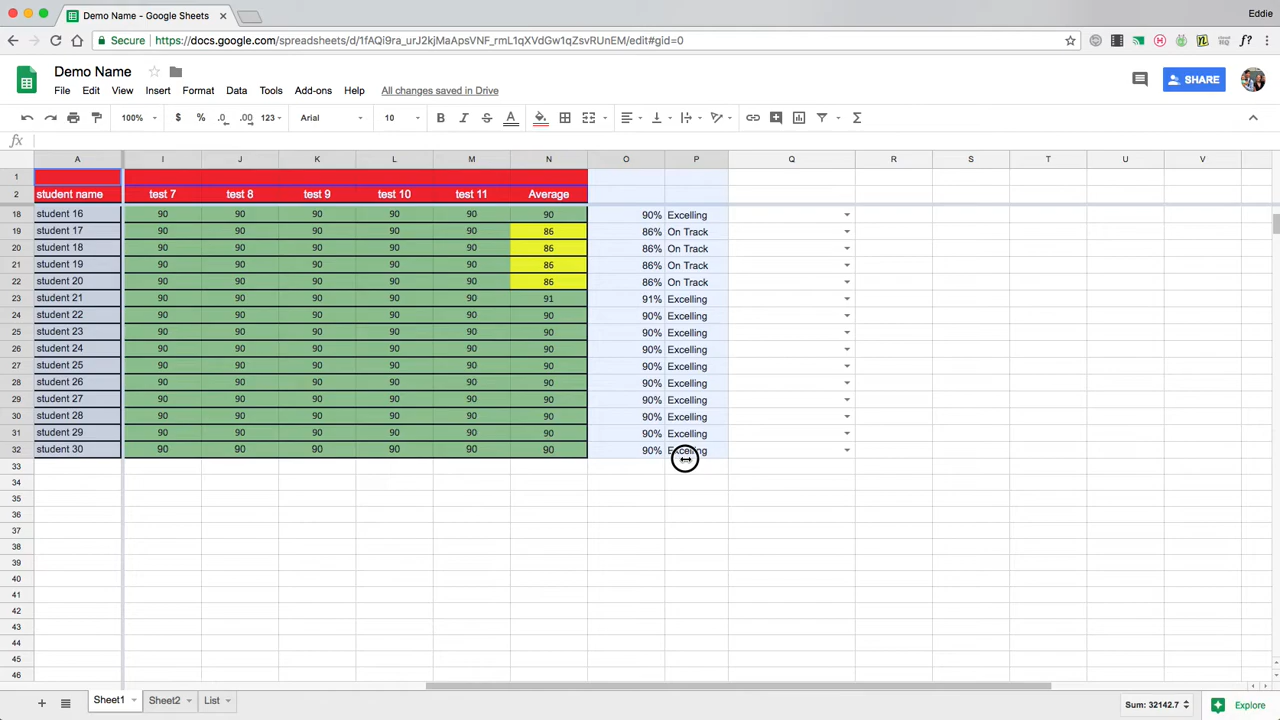 Demo Name - Google Sheets
Eddie
Secure https://docs.google.com/spreadsheets/d/1fAQi9ra_urJ2kjMaApsVNF_rmL1qXVdGw1qZsvRUnEM/edit#gid=0
Demo Name
File Edit View Insert Format Data Tools Add-ons Help All changes saved in Drive
SHARE
100% $ % .0 .00 123 Arial 10 B I S A
fx
A I J K L M N O P Q R S T U V
1
2 student name test 7 test 8 test 9 test 10 test 11 Average
18 student 16 90 90 90 90 90 90 90% Excelling
19 student 17 90 90 90 90 90 86 86% On Track
20 student 18 90 90 90 90 90 86 86% On Track
21 student 19 90 90 90 90 90 86 86% On Track
22 student 20 90 90 90 90 90 86 86% On Track
23 student 21 90 90 90 90 90 91 91% Excelling
24 student 22 90 90 90 90 90 90 90% Excelling
25 student 23 90 90 90 90 90 90 90% Excelling
26 student 24 90 90 90 90 90 90 90% Excelling
27 student 25 90 90 90 90 90 90 90% Excelling
28 student 26 90 90 90 90 90 90 90% Excelling
29 student 27 90 90 90 90 90 90 90% Excelling
30 student 28 90 90 90 90 90 90 90% Excelling
31 student 29 90 90 90 90 90 90 90% Excelling
32 student 30 90 90 90 90 90 90 90% Excelling
33
34
35
36
37
38
39
40
41
42
43
44
45
46
Sheet1 Sheet2 List Sum: 32142.7 Explore